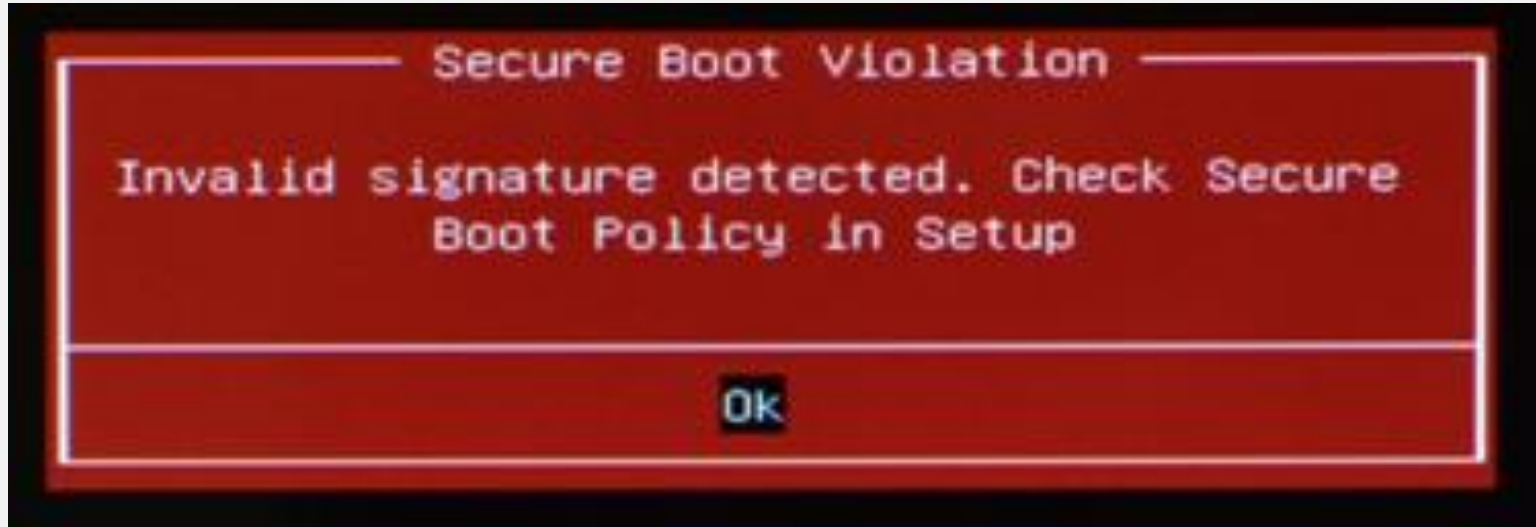 Secure Boot Violation
Invalid signature detected. Check Secure
Boot Policy in Setup
Ok